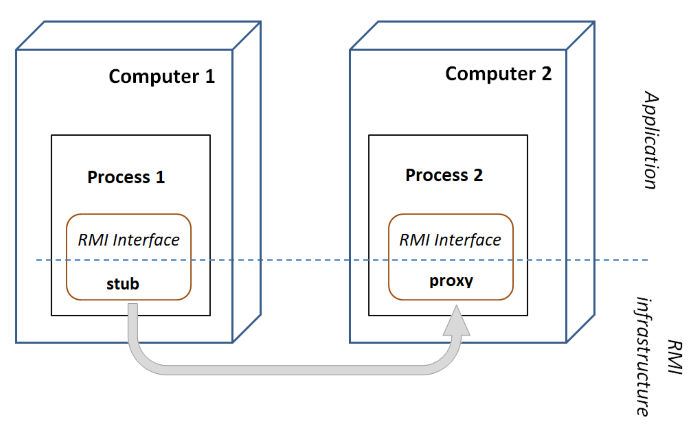 Computer 1
Process 1
RMI Interface
stub
Computer 2
Process 2
RMI Interface
proxy
Application
RMI
infrastructure